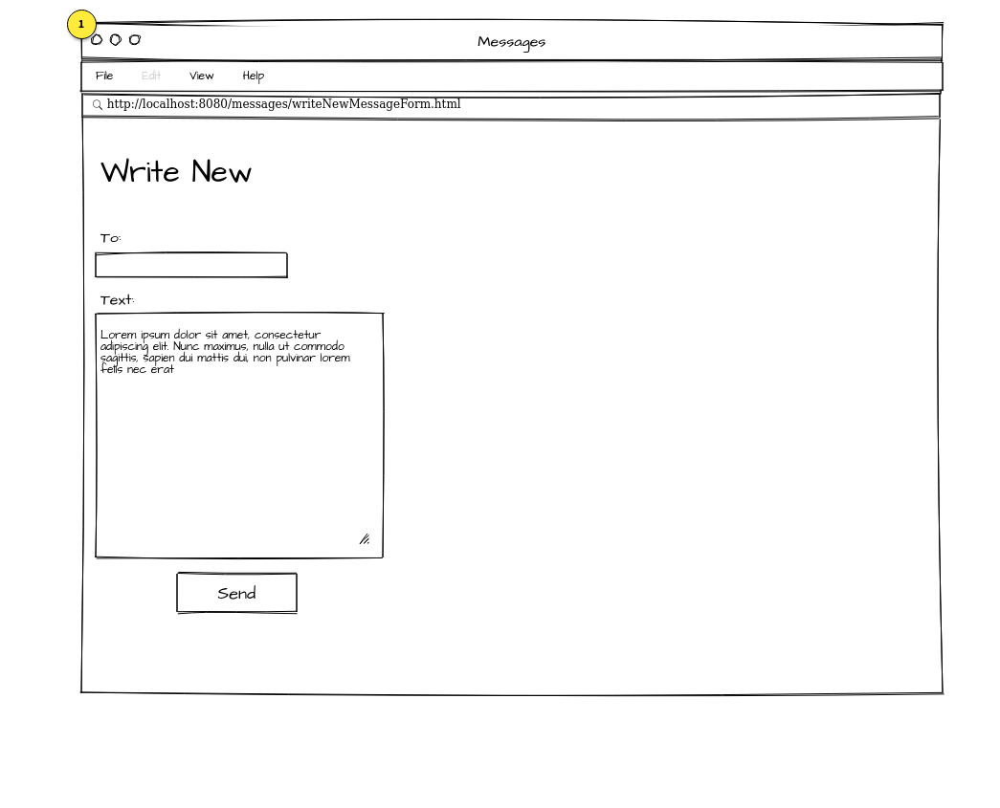 1
Messages
File Edit View Help
http://localhost:8080/messages/writeNewMessageForm.html
Write New
To:
Text:
Lorem ipsum dolor sit amet, consectetur
adipiscing elit. Nunc maximus, nulla ut commodo
sagittis, sapien dui mattis dui, non pulvinar lorem
felis nec erat
Send